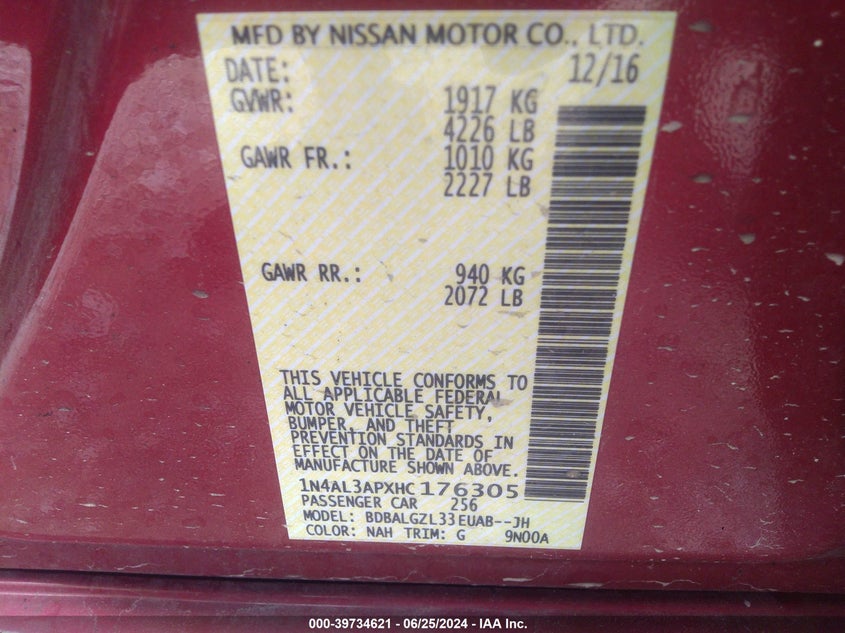 MFD BY NISSAN MOTOR CO., LTD.
DATE: 12/16
GVWR: 1917 KG
4226 LB
GAWR FR.: 1010 KG
2227 LB
GAWR RR.: 940 KG
2072 LB
THIS VEHICLE CONFORMS TO
ALL APPLICABLE FEDERAL
MOTOR VEHICLE SAFETY,
BUMPER, AND THEFT
PREVENTION STANDARDS IN
EFFECT ON THE DATE OF
MANUFACTURE SHOWN ABOVE.
1N4AL3APXHC176305
PASSENGER CAR 256
MODEL: BDBALGZL33EUAB--JH
COLOR: NAH TRIM: G 9N00A
000-39734621 - 06/25/2024 - IAA Inc.